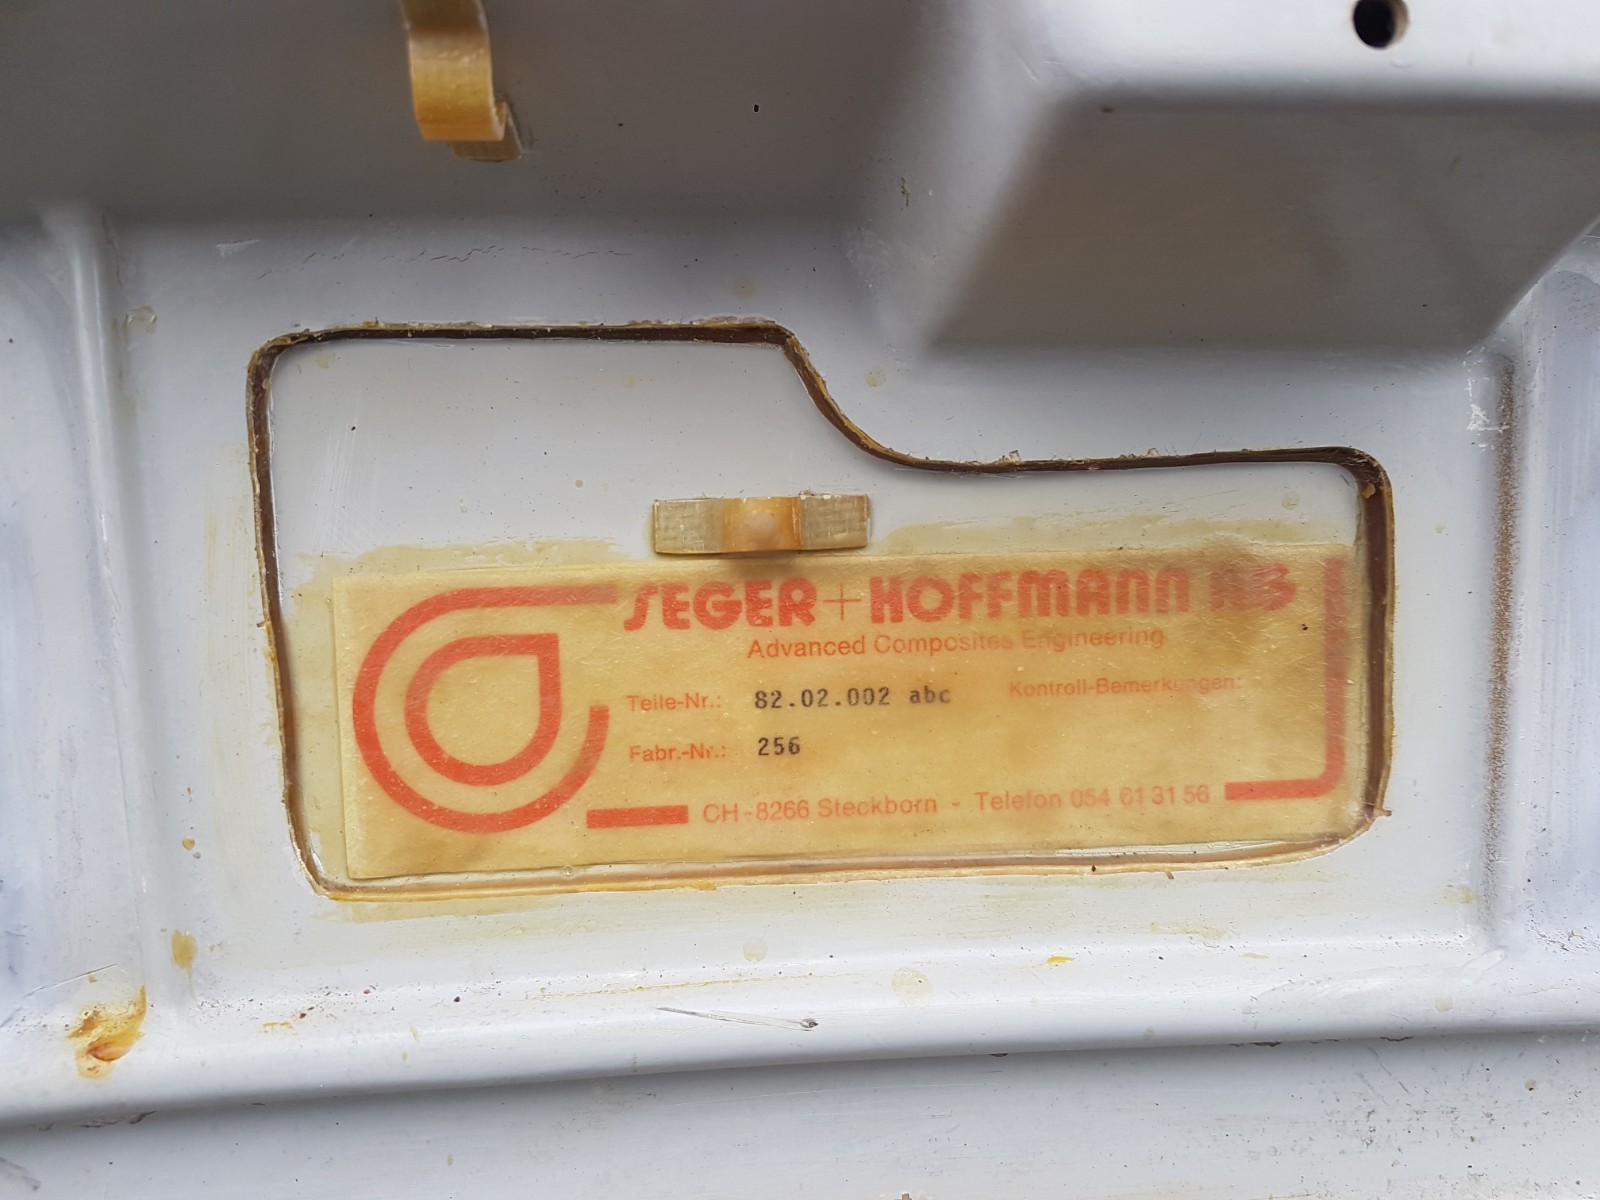 SEGER+HOFFMANN AG
Advanced Composites Engineering
Teile-Nr.: 82.02.002 abc Kontroll-Bemerkungen:
Fabr.-Nr.: 256
CH-8266 Steckborn - Telefon 054 61 31 56